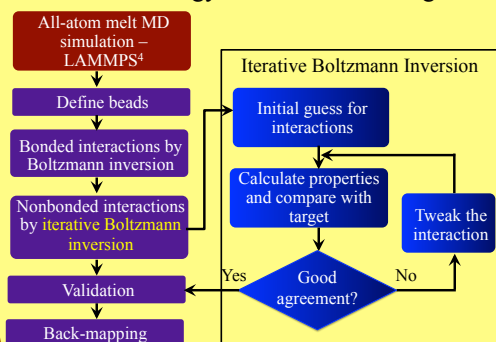 All-atom melt MD
simulation –
LAMMPS⁴
Define beads
Bonded interactions by
Boltzmann inversion
Nonbonded interactions
by iterative Boltzmann
inversion
Validation
Back-mapping
Iterative Boltzmann Inversion
Initial guess for
interactions
Calculate properties
and compare with
target
Tweak the
interaction
Yes
Good
agreement?
No